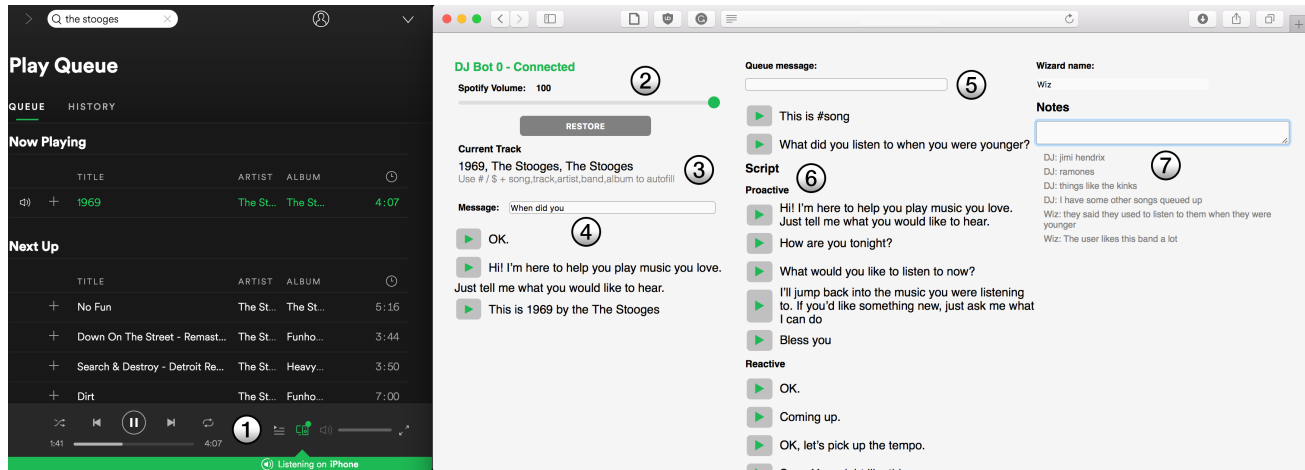 the stooges
Play Queue
QUEUE HISTORY
Now Playing
TITLE ARTIST ALBUM
1969 The St... The St... 4:07
Next Up
TITLE ARTIST ALBUM
No Fun The St... The St... 5:16
Down On The Street - Remast... The St... Funho... 3:44
Search & Destroy - Detroit Re... The St... Heavy... 3:50
Dirt The St... Funho... 7:00
1
1:41 4:07
Listening on iPhone
DJ Bot 0 - Connected
2
Spotify Volume: 100
RESTORE
Current Track
1969, The Stooges, The Stooges
3
Use # / $ + song,track,artist,band,album to autofill
Message: When did you
4
OK.
Hi! I'm here to help you play music you love.
Just tell me what you would like to hear.
This is 1969 by the The Stooges
Queue message:
5
This is #song
What did you listen to when you were younger?
Script
6
Proactive
Hi! I'm here to help you play music you love.
Just tell me what you would like to hear.
How are you tonight?
What would you like to listen to now?
I'll jump back into the music you were listening
to. If you'd like something new, just ask me what
I can do
Bless you
Reactive
OK.
Coming up.
OK, let's pick up the tempo.
Wizard name:
Wiz
Notes
7
DJ: jimi hendrix
DJ: ramones
DJ: things like the kinks
DJ: I have some other songs queued up
Wiz: they said they used to listen to them when they were
younger
Wiz: The user likes this band a lot